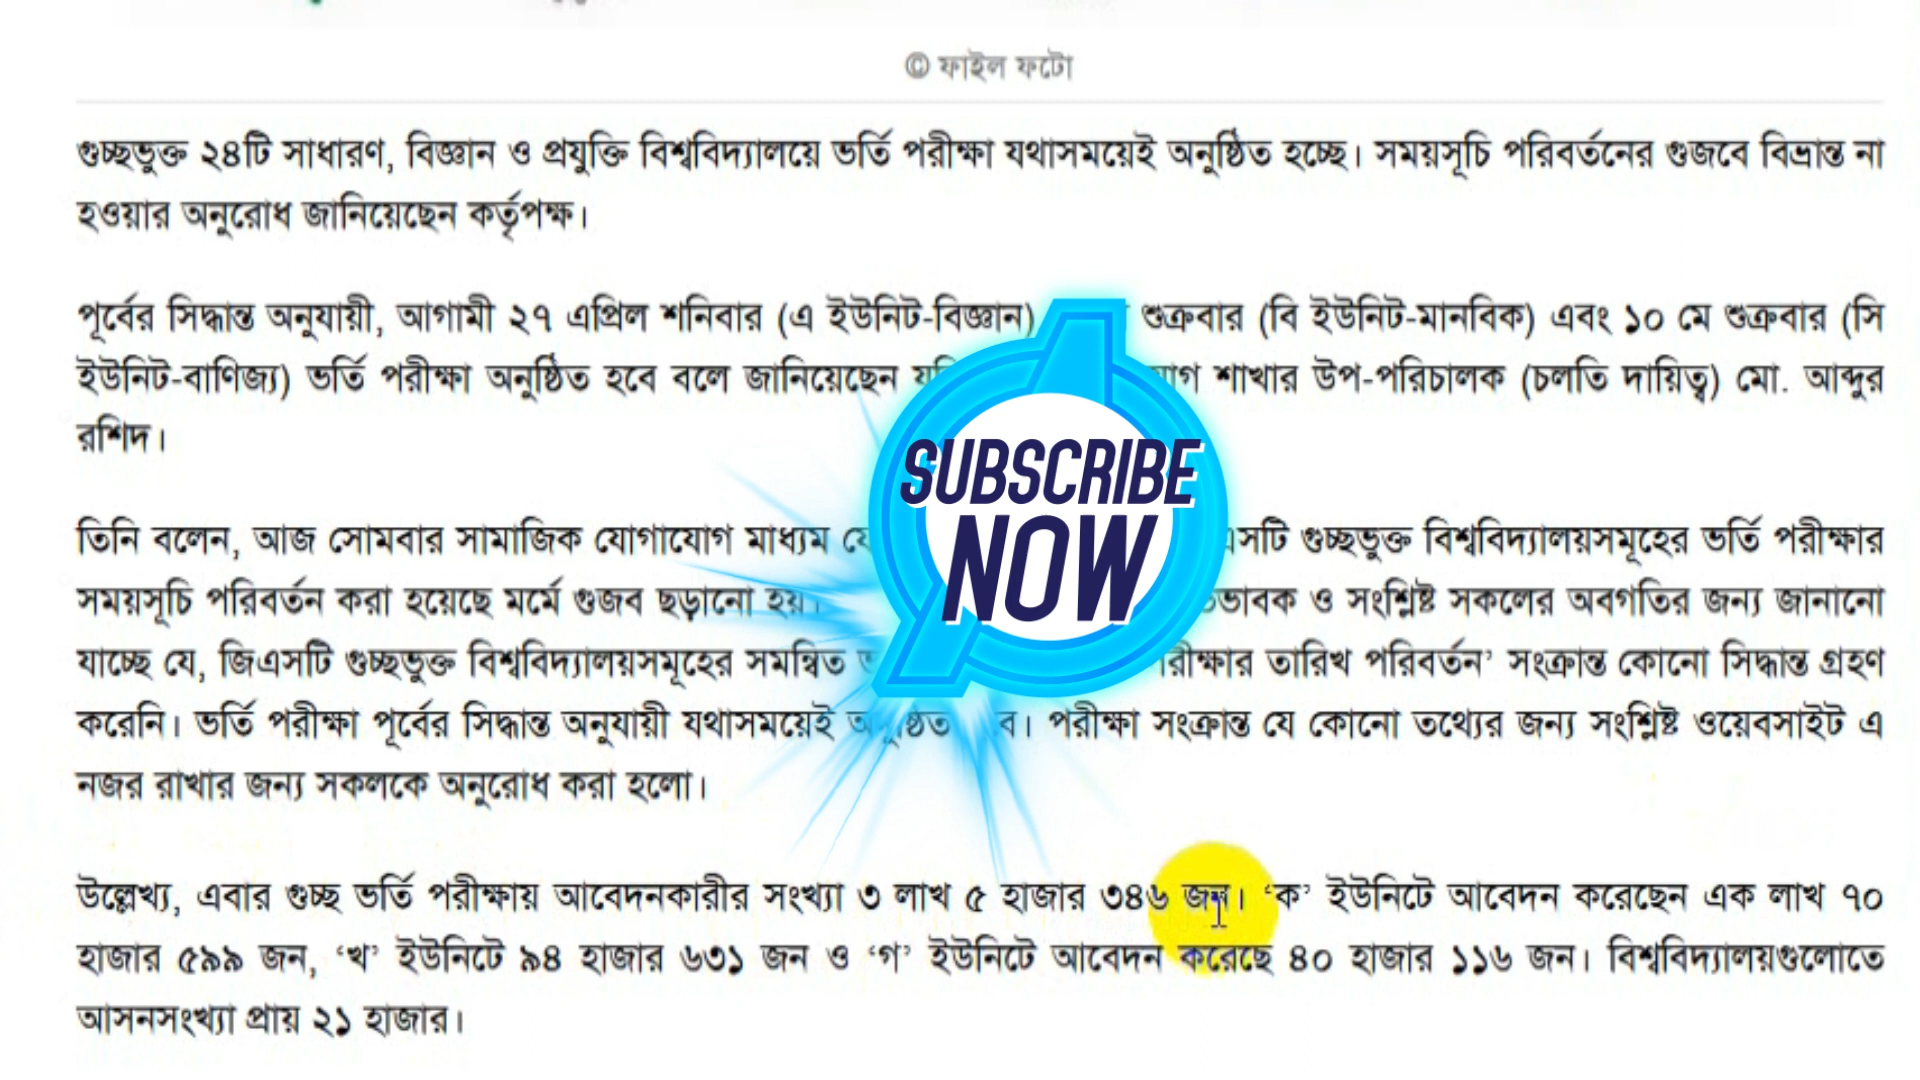 © ফাইল ফটো
গুচ্ছভুক্ত ২৪টি সাধারণ, বিজ্ঞান ও প্রযুক্তি বিশ্ববিদ্যালয়ে ভর্তি পরীক্ষা যথাসময়েই অনুষ্ঠিত হচ্ছে। সময়সূচি পরিবর্তনের গুজবে বিভ্রান্ত না
হওয়ার অনুরোধ জানিয়েছেন কর্তৃপক্ষ।
পূর্বের সিদ্ধান্ত অনুযায়ী, আগামী ২৭ এপ্রিল শনিবার (এ ইউনিট-বিজ্ঞান) শুক্রবার (বি ইউনিট-মানবিক) এবং ১০ মে শুক্রবার (সি
ইউনিট-বাণিজ্য) ভর্তি পরীক্ষা অনুষ্ঠিত হবে বলে জানিয়েছেন শাখার উপ-পরিচালক (চলতি দায়িত্ব) মো. আব্দুর
রশিদ।
তিনি বলেন, আজ সোমবার সামাজিক যোগাযোগ মাধ্যম গুচ্ছভুক্ত বিশ্ববিদ্যালয়সমূহের ভর্তি পরীক্ষার
সময়সূচি পরিবর্তন করা হয়েছে মর্মে গুজব ছড়ানো হয়। ও সংশ্লিষ্ট সকলের অবগতির জন্য জানানো
যাচ্ছে যে, জিএসটি গুচ্ছভুক্ত বিশ্ববিদ্যালয়সমূহের সমন্বিত তারিখ পরিবর্তন’ সংক্রান্ত কোনো সিদ্ধান্ত গ্রহণ
করেনি। ভর্তি পরীক্ষা পূর্বের সিদ্ধান্ত অনুযায়ী যথাসময়েই পরীক্ষা সংক্রান্ত যে কোনো তথ্যের জন্য সংশ্লিষ্ট ওয়েবসাইট এ
নজর রাখার জন্য সকলকে অনুরোধ করা হলো।
SUBSCRIBE
NOW
উল্লেখ্য, এবার গুচ্ছ ভর্তি পরীক্ষায় আবেদনকারীর সংখ্যা ৩ লাখ ৫ হাজার ৩৪৬ জন। ‘ক’ ইউনিটে আবেদন করেছেন এক লাখ ৭০
হাজার ৫৯৯ জন, ‘খ’ ইউনিটে ৯৪ হাজার ৬৩১ জন ও ‘গ’ ইউনিটে আবেদন করেছে ৪০ হাজার ১১৬ জন। বিশ্ববিদ্যালয়গুলোতে
আসনসংখ্যা প্রায় ২১ হাজার।